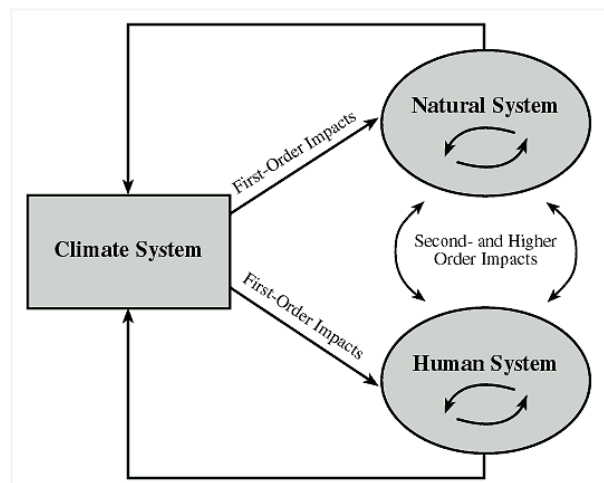 Natural System
First-Order Impacts
Climate System
Second- and Higher
Order Impacts
First-Order Impacts
Human System